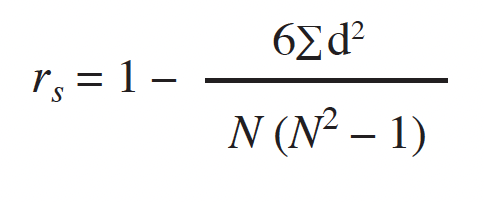 r_s = 1 − 6∑d² / N (N² − 1)